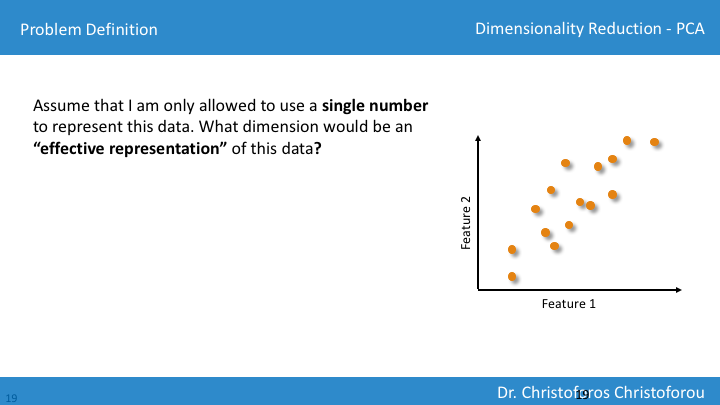 Problem Definition
Dimensionality Reduction - PCA
Assume that I am only allowed to use a single number
to represent this data. What dimension would be an
“effective representation” of this data?
Feature 2
Feature 1
Dr. Christoforos Christoforou
19
19